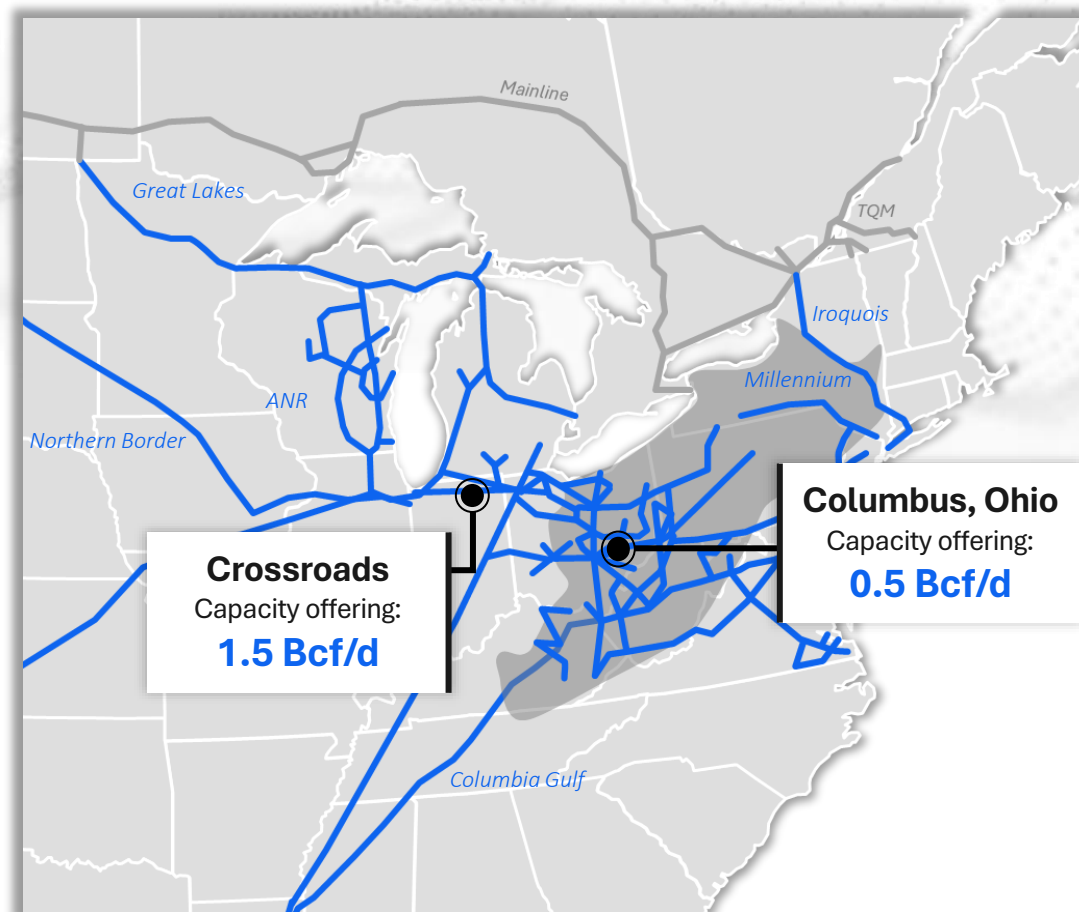 Mainline
Great Lakes
TQM
Iroquois
Millennium
ANR
Northern Border
Columbus, Ohio
Capacity offering:
0.5 Bcf/d
Crossroads
Capacity offering:
1.5 Bcf/d
Columbia Gulf